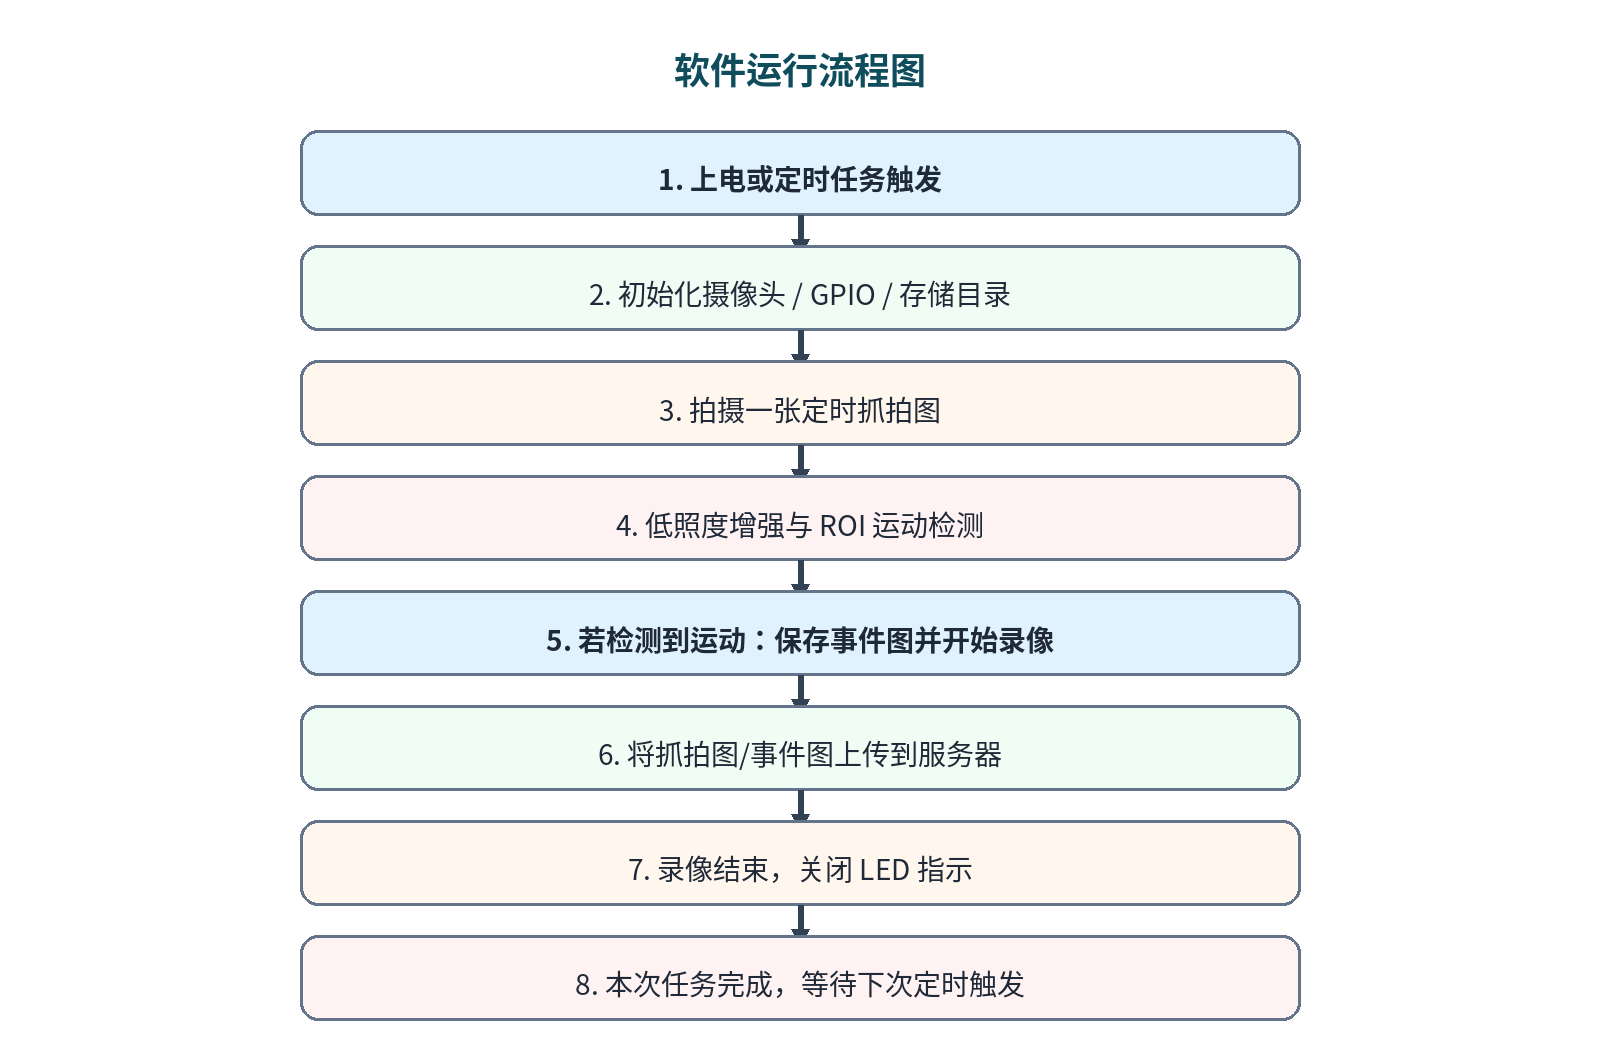 软件运行流程图
1. 上电或定时任务触发
2. 初始化摄像头 / GPIO / 存储目录
3. 拍摄一张定时抓拍图
4. 低照度增强与 ROI 运动检测
5. 若检测到运动：保存事件图并开始录像
6. 将抓拍图/事件图上传到服务器
7. 录像结束，关闭 LED 指示
8. 本次任务完成，等待下次定时触发